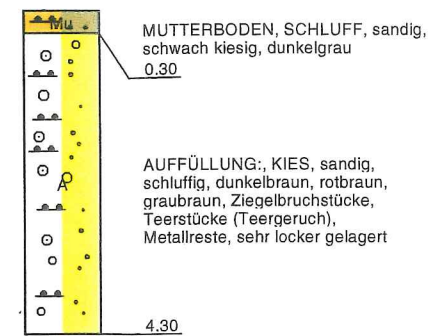 Mu
MUTTERBODEN, SCHLUFF, sandig,
schwach kiesig, dunkelgrau
0.30
A
AUFFÜLLUNG:, KIES, sandig,
schluffig, dunkelbraun, rotbraun,
graubraun, Ziegelbruchstücke,
Teerstücke (Teergeruch),
Metallreste, sehr locker gelagert
4.30